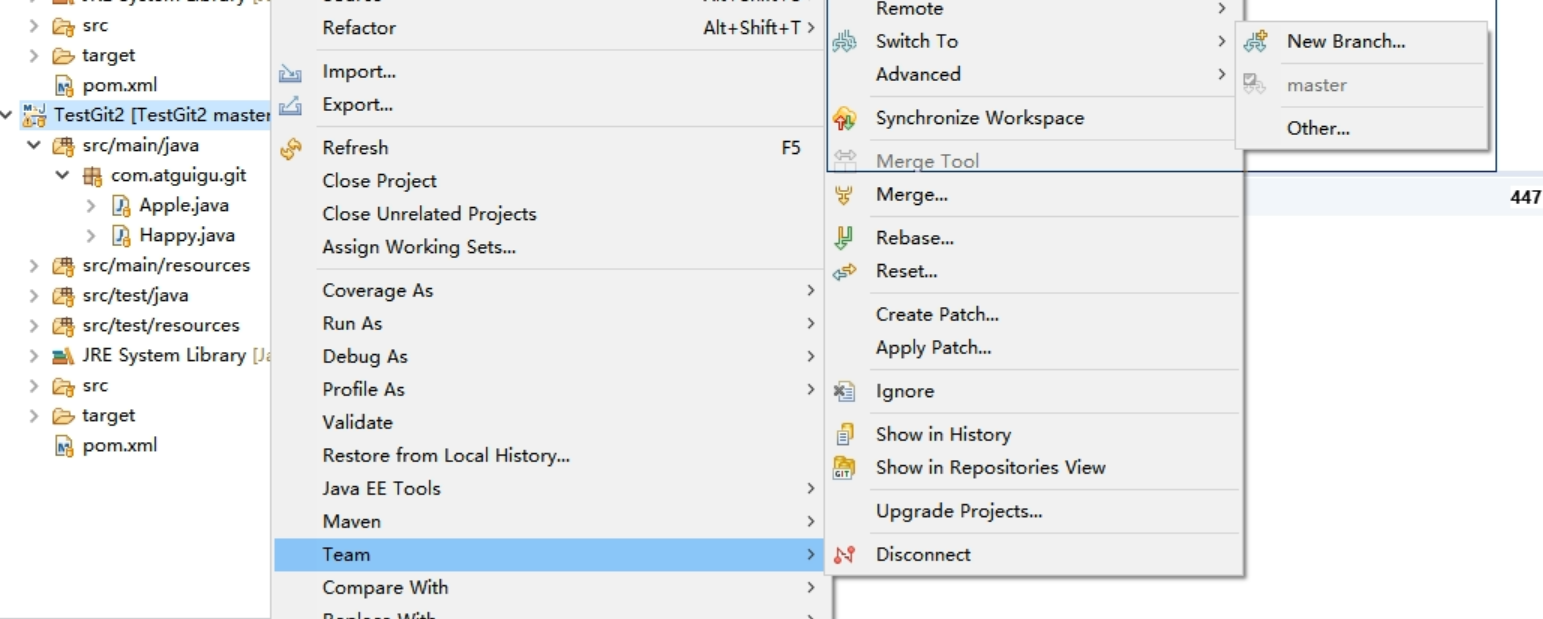 src
target
pom.xml
TestGit2 [TestGit2 master
src/main/java
com.atguigu.git
Apple.java
Happy.java
src/main/resources
src/test/java
src/test/resources
JRE System Library [Ja
src
target
pom.xml
Refactor Alt+Shift+T
Import...
Export...
Refresh F5
Close Project
Close Unrelated Projects
Assign Working Sets...
Coverage As
Run As
Debug As
Profile As
Validate
Restore from Local History...
Java EE Tools
Maven
Team
Compare With
Replace With
Remote
Switch To
Advanced
Synchronize Workspace
Merge Tool
Merge...
Rebase...
Reset...
Create Patch...
Apply Patch...
Ignore
Show in History
Show in Repositories View
Upgrade Projects...
Disconnect
New Branch...
master
Other...
447